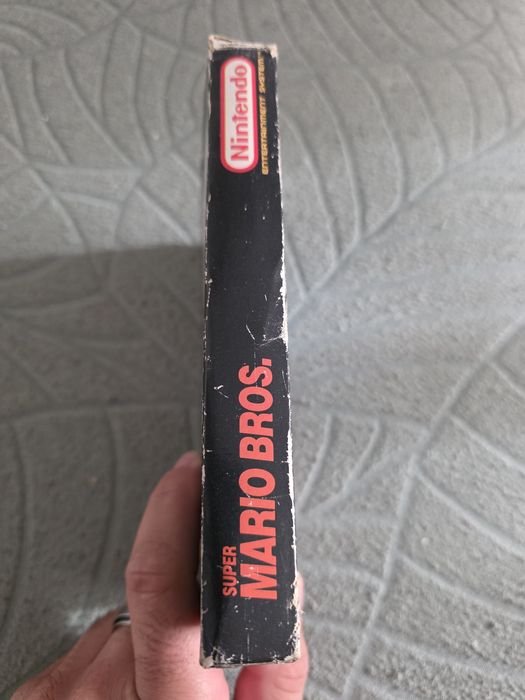 Nintendo
ENTERTAINMENT SYSTEM
SUPER
MARIO BROS.